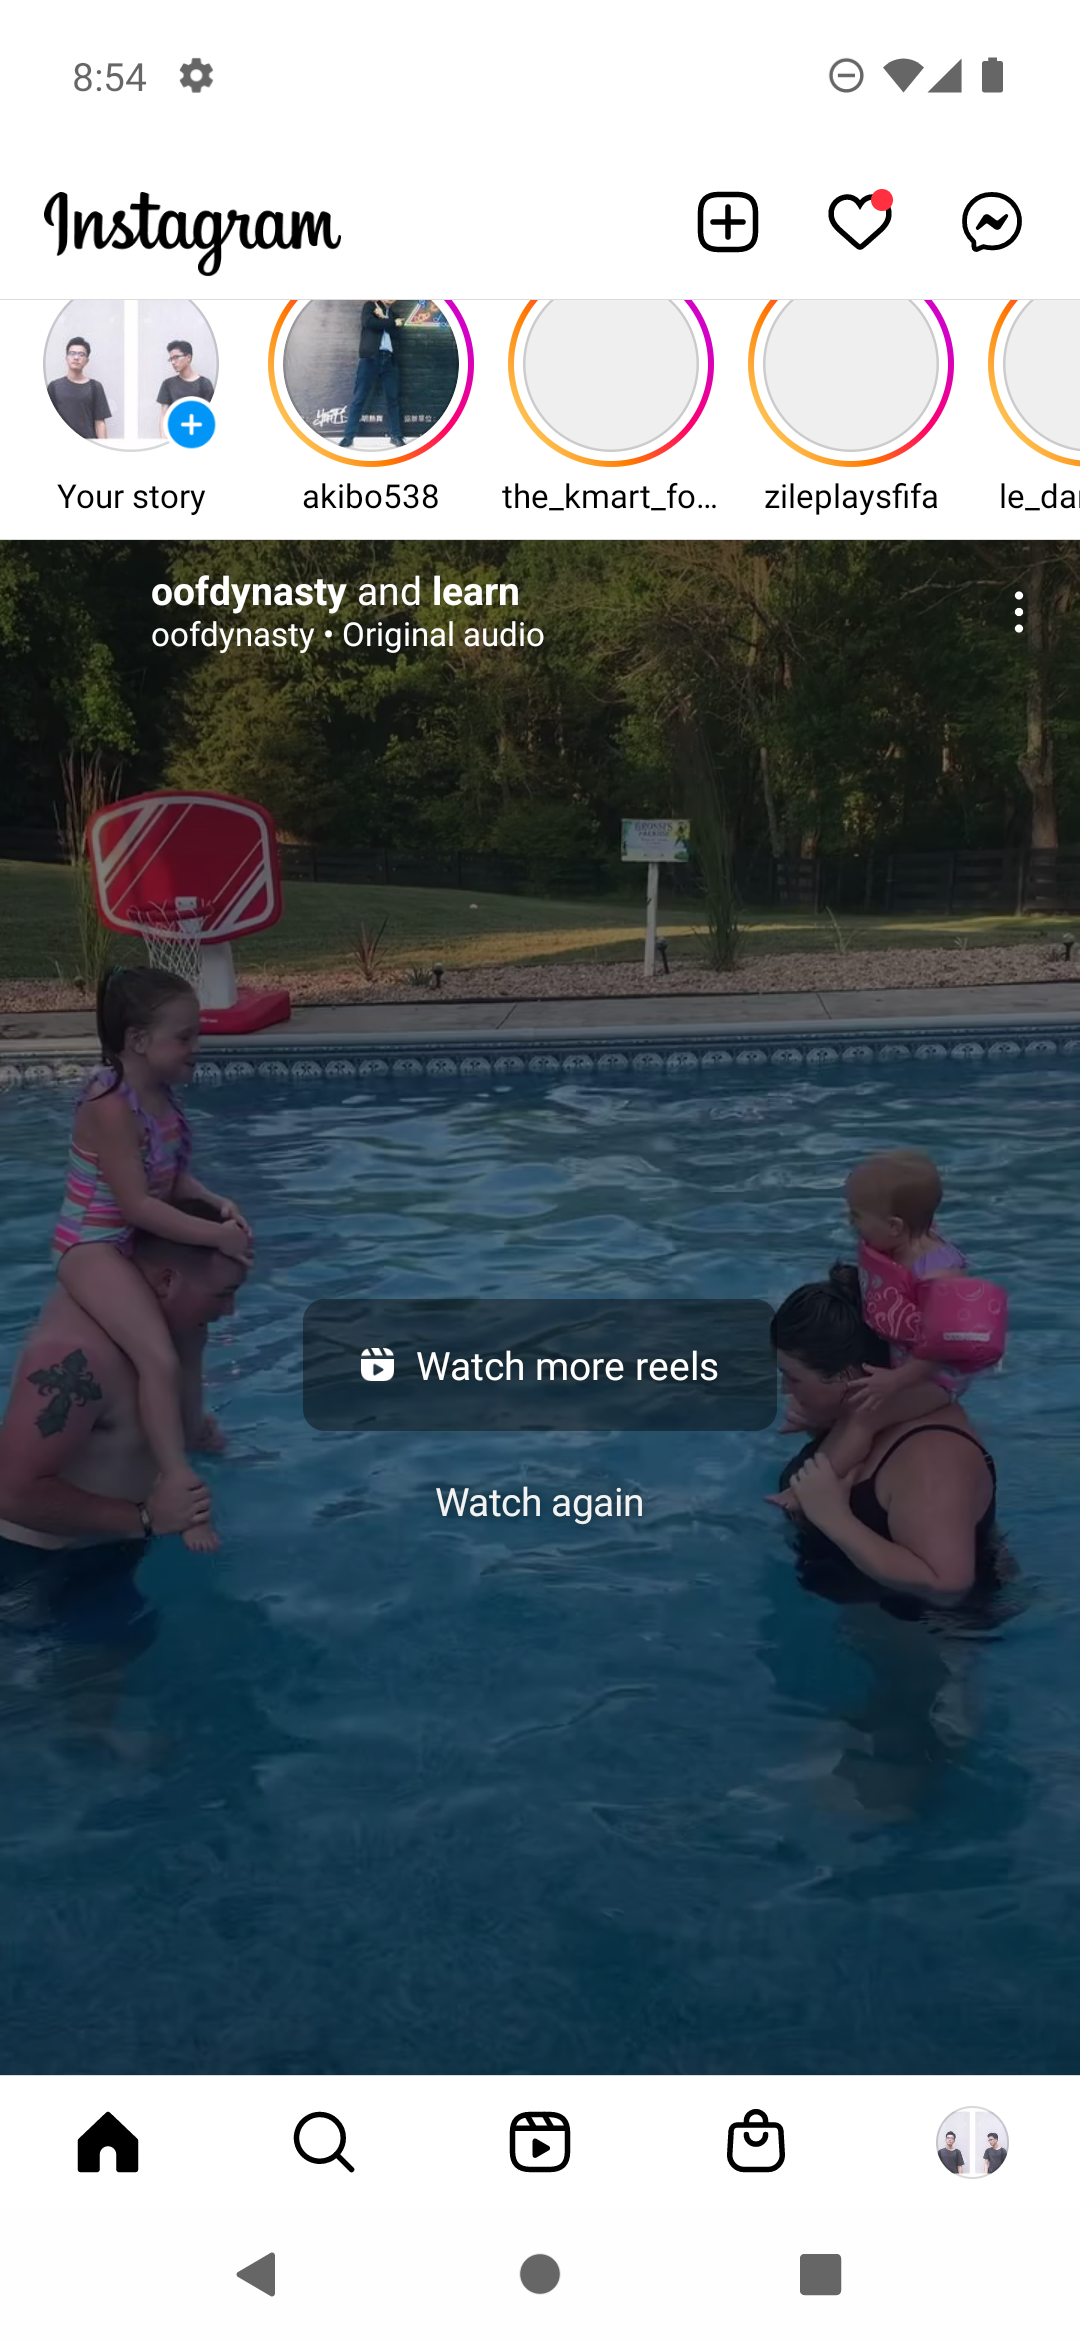 8:54
Instagram
Your story
akibo538
the_kmart_fo...
zileplaysfifa
le_dar
oofdynasty and learn
oofdynasty • Original audio
Watch more reels
Watch again